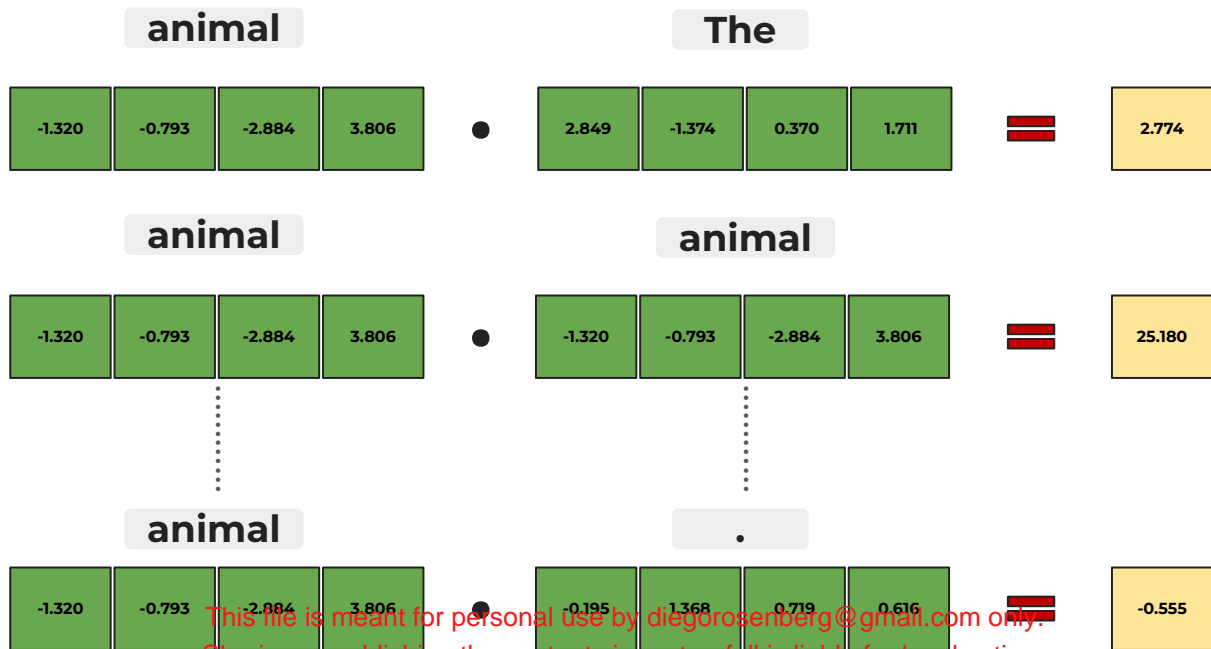 animal The
-1.320 -0.793 -2.884 3.806 • 2.849 -1.374 0.370 1.711 = 2.774
animal animal
-1.320 -0.793 -2.884 3.806 • -1.320 -0.793 -2.884 3.806 = 25.180
animal .
-1.320 -0.793 -2.884 3.806 • -0.195 1.368 0.719 0.616 = -0.555
This file is meant for personal use by diegorosenberg@gmail.com only.